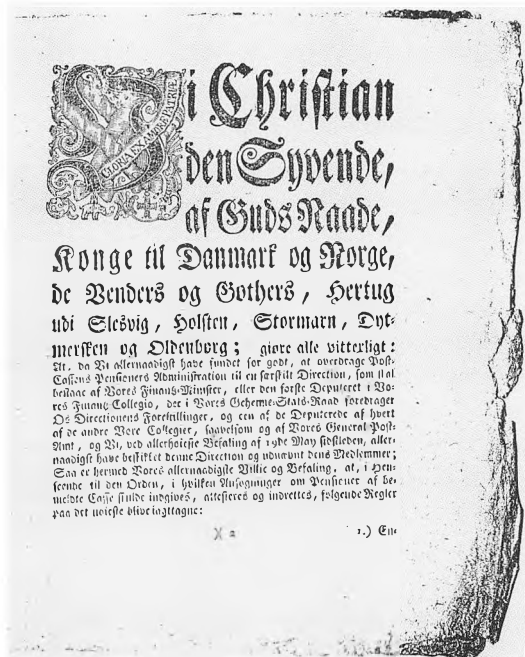 Vi Christian
den Syvende,
af Guds Naade,
Konge til Danmark og Norge,
de Venders og Gothers, Hertug
udi Slesvig, Holsten, Stormarn, Dyt-
mersken og Oldenborg; giøre alle vitterligt:
At, da Vi allernaadigst have fundet for godt, at overdrage Post-
Cassens Pensioners Administration til en særskilt Direction, som skal
bestaae af Vores Finanz-Minister, eller den første Deputeret i Vo-
res Finanz-Collegio, der i Vores Geheime-Stats-Raad foredrager
Os Directionens Forestillinger, og een af de Deputerede af hvert
af de andre Vore Collegier, saavelsom og af Vores General-Post-
Amt, og Vi, ved allerhøieste Befaling af 19de May sidstleden, aller-
naadigst have beskikket denne Direction og udnævnt dens Medlemmer;
Saa er hermed Vores allernaadigste Villie og Befaling, at, i Hen-
seende til den Orden, i hvilken Ansøgninger om Pensioner af be-
meldte Casse skulde indgives, attesteres og indrettes, følgende Regler
paa det nøieste blive iagttagne:
X 2 1.) En-